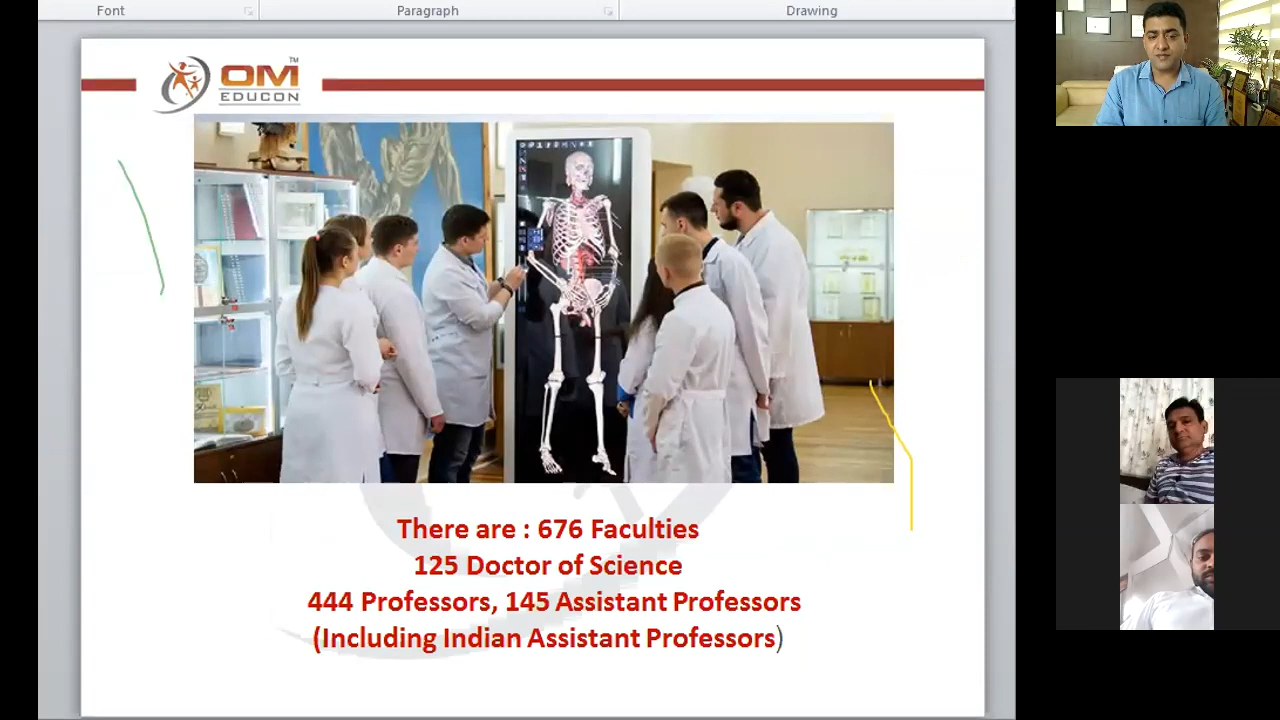 Font
Paragraph
Drawing
OM TM
EDUCON
There are : 676 Faculties
125 Doctor of Science
444 Professors, 145 Assistant Professors
(Including Indian Assistant Professors)